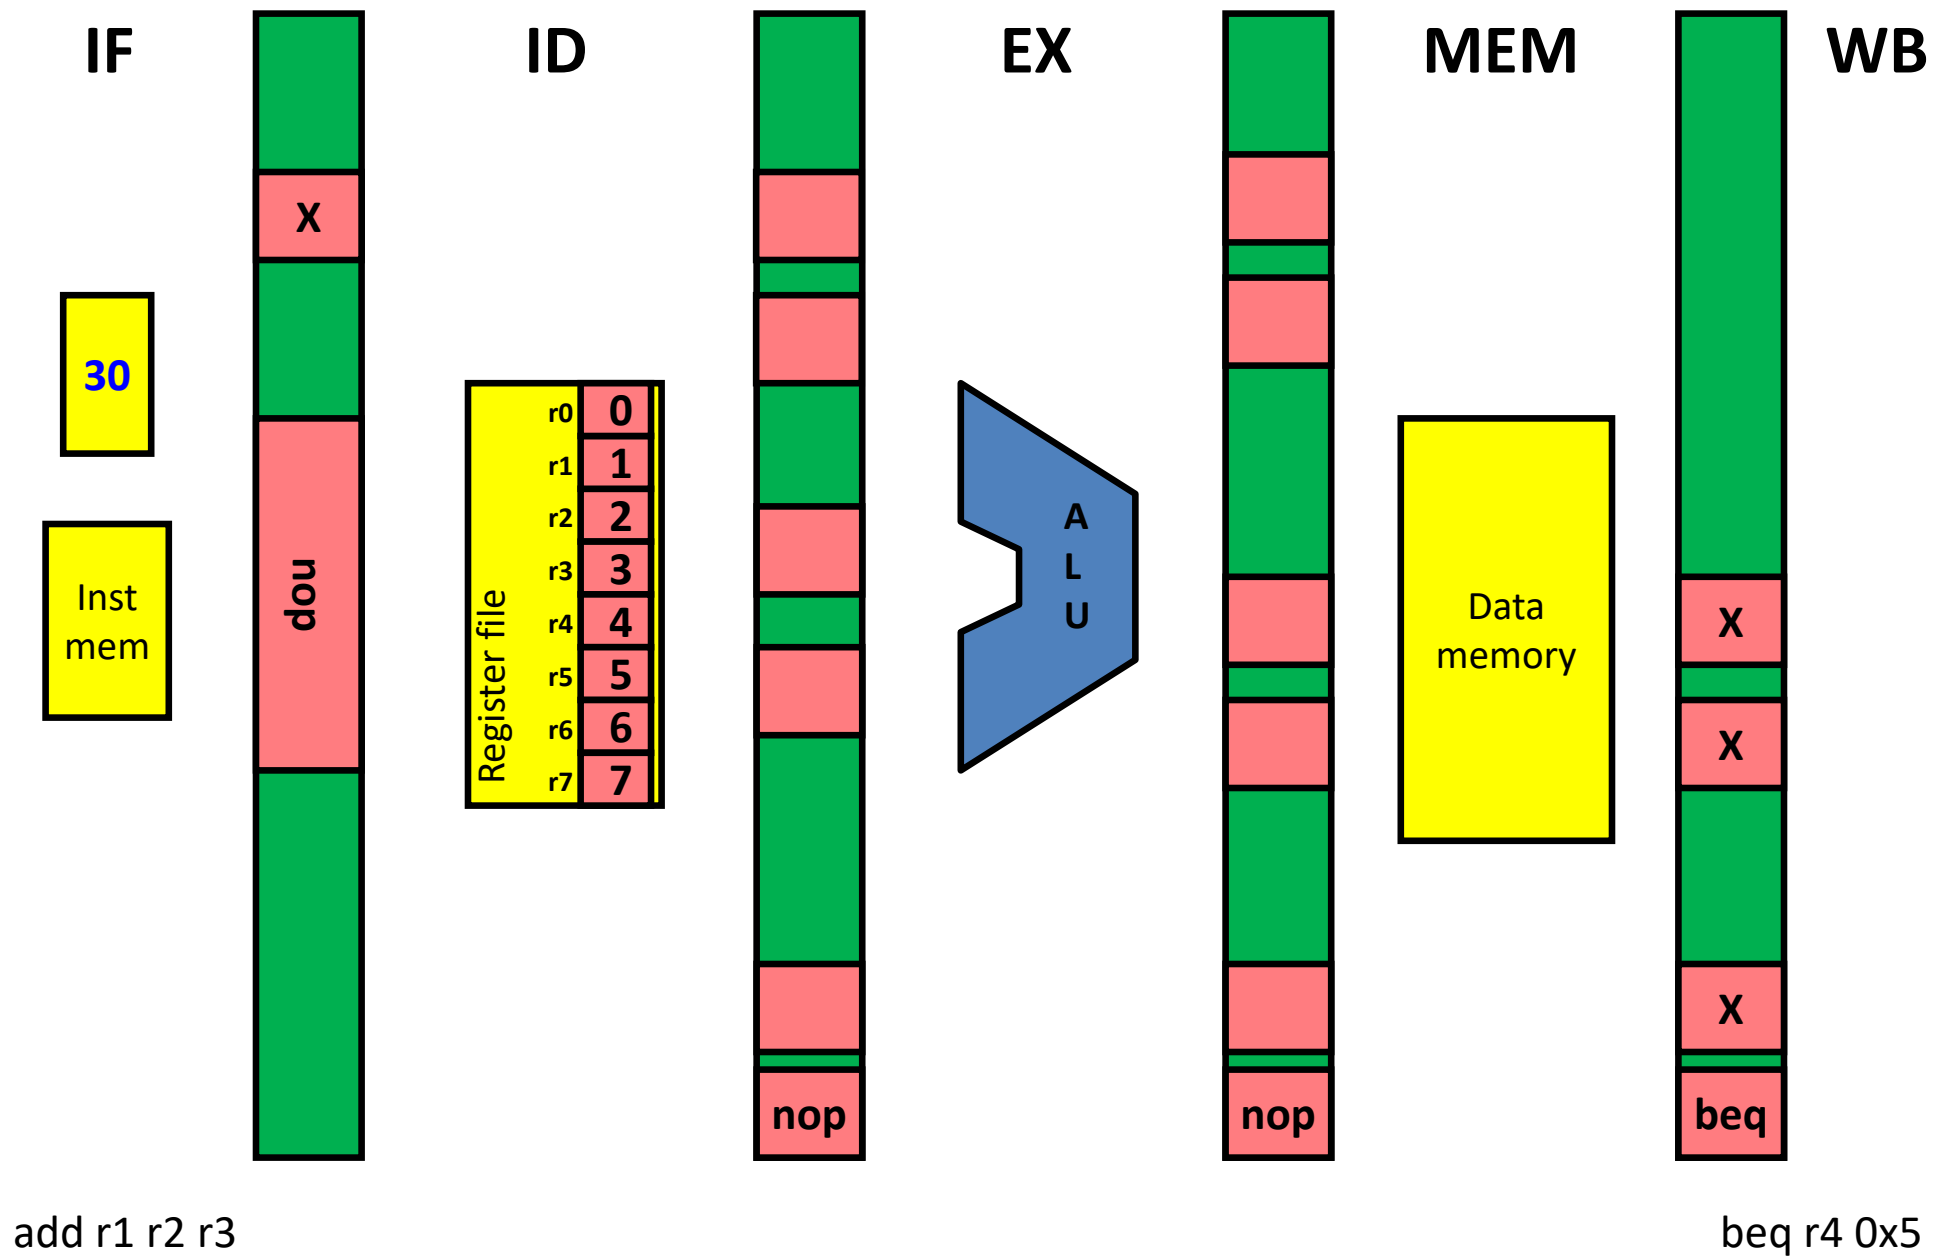 IF
ID
EX
MEM
WB
X
30
Inst
mem
nop
Register file
r0 0
r1 1
r2 2
r3 3
r4 4
r5 5
r6 6
r7 7
A
L
U
Data
memory
X
X
X
nop
nop
beq
add r1 r2 r3
beq r4 0x5